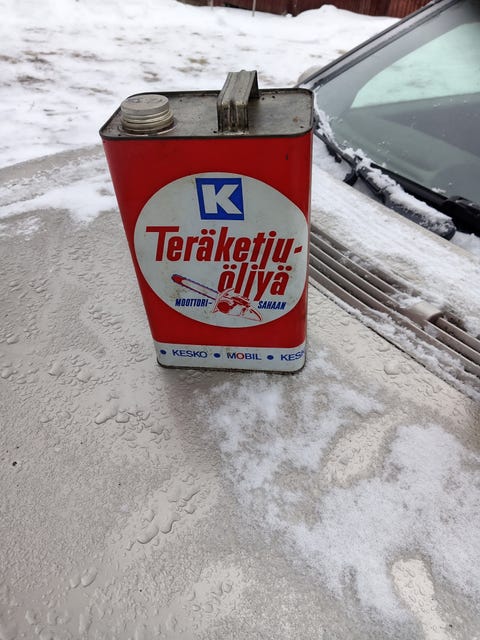 K
Teräketju-
öljyä
MOOTTORI-
SAHAAN
• KESKO • MOBIL • KES